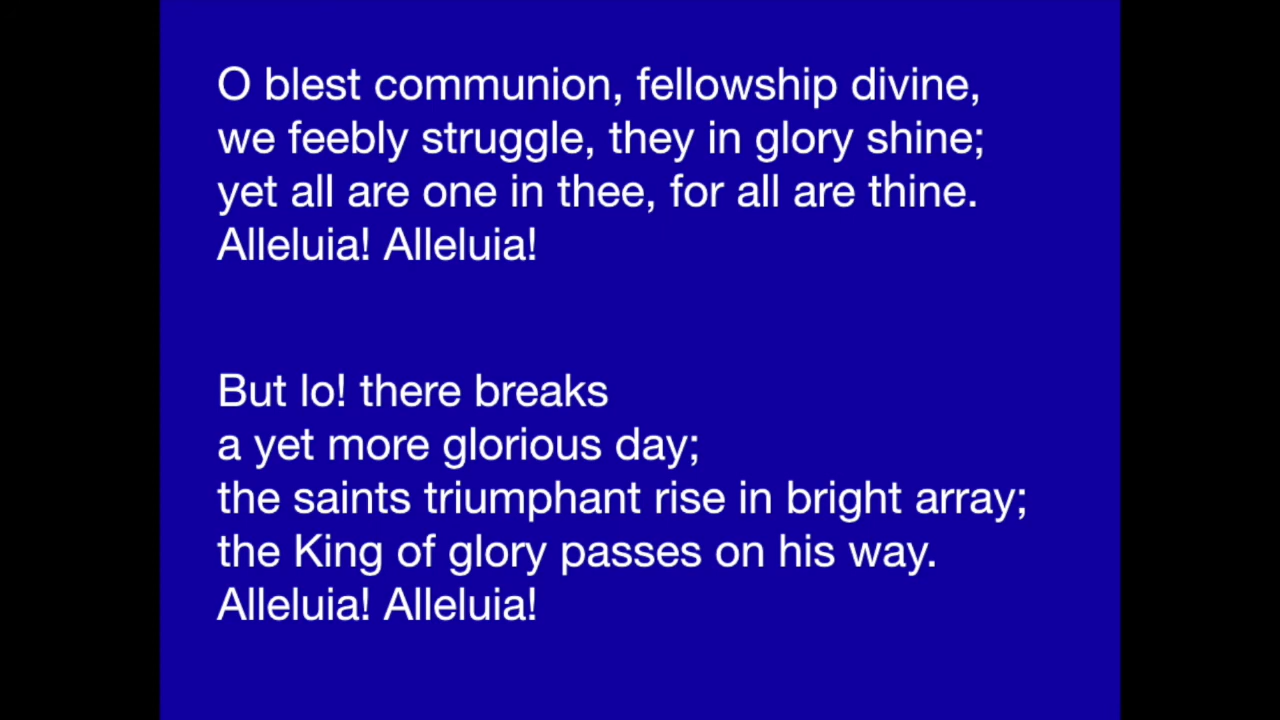 O blest communion, fellowship divine,
we feebly struggle, they in glory shine;
yet all are one in thee, for all are thine.
Alleluia! Alleluia!
But lo! there breaks
a yet more glorious day;
the saints triumphant rise in bright array;
the King of glory passes on his way.
Alleluia! Alleluia!